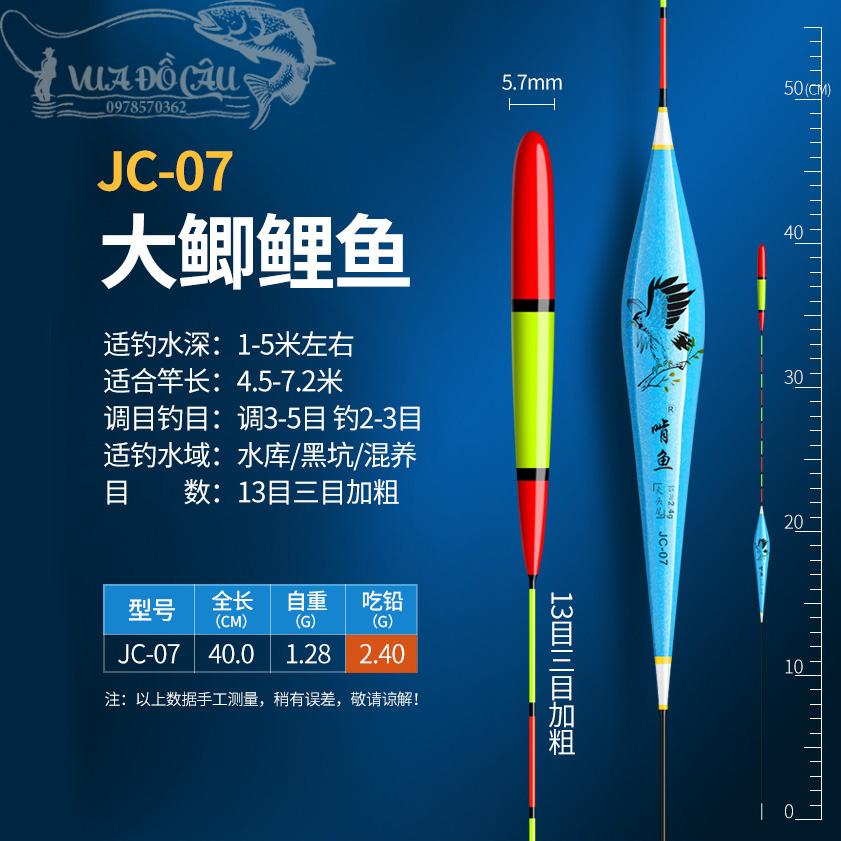 VUA ĐỒ CÂU
0978570362
JC-07
大鲫鲤鱼
适钓水深：1-5米左右
适合竿长：4.5-7.2米
调目钓目：调3-5目 钓2-3目
适钓水域：水库/黑坑/混养
目　　数：13目三目加粗
型号 全长(CM) 自重(G) 吃铅(G)
JC-07 40.0 1.28 2.40
注：以上数据手工测量，稍有误差，敬请谅解！
5.7mm
13目三目加粗
®
啃鱼
2.4g
JC-07
50(CM)
40
30
20
10
0